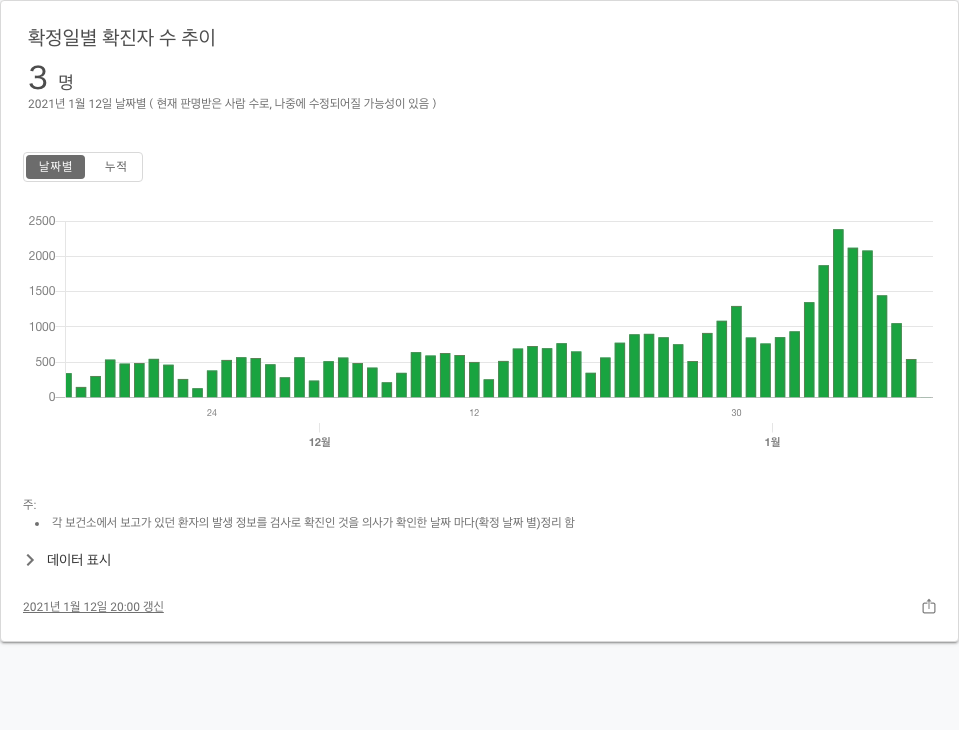 확정일별 확진자 수 추이
3 명
2021년 1월 12일 날짜별 ( 현재 판명받은 사람 수로, 나중에 수정되어질 가능성이 있음 )
날짜별 누적
2500
2000
1500
1000
500
0
24 12 30
12월 1월
주:
• 각 보건소에서 보고가 있던 환자의 발생 정보를 검사로 확진인 것을 의사가 확인한 날짜 마다(확정 날짜 별)정리 함
데이터 표시
2021년 1월 12일 20:00 갱신